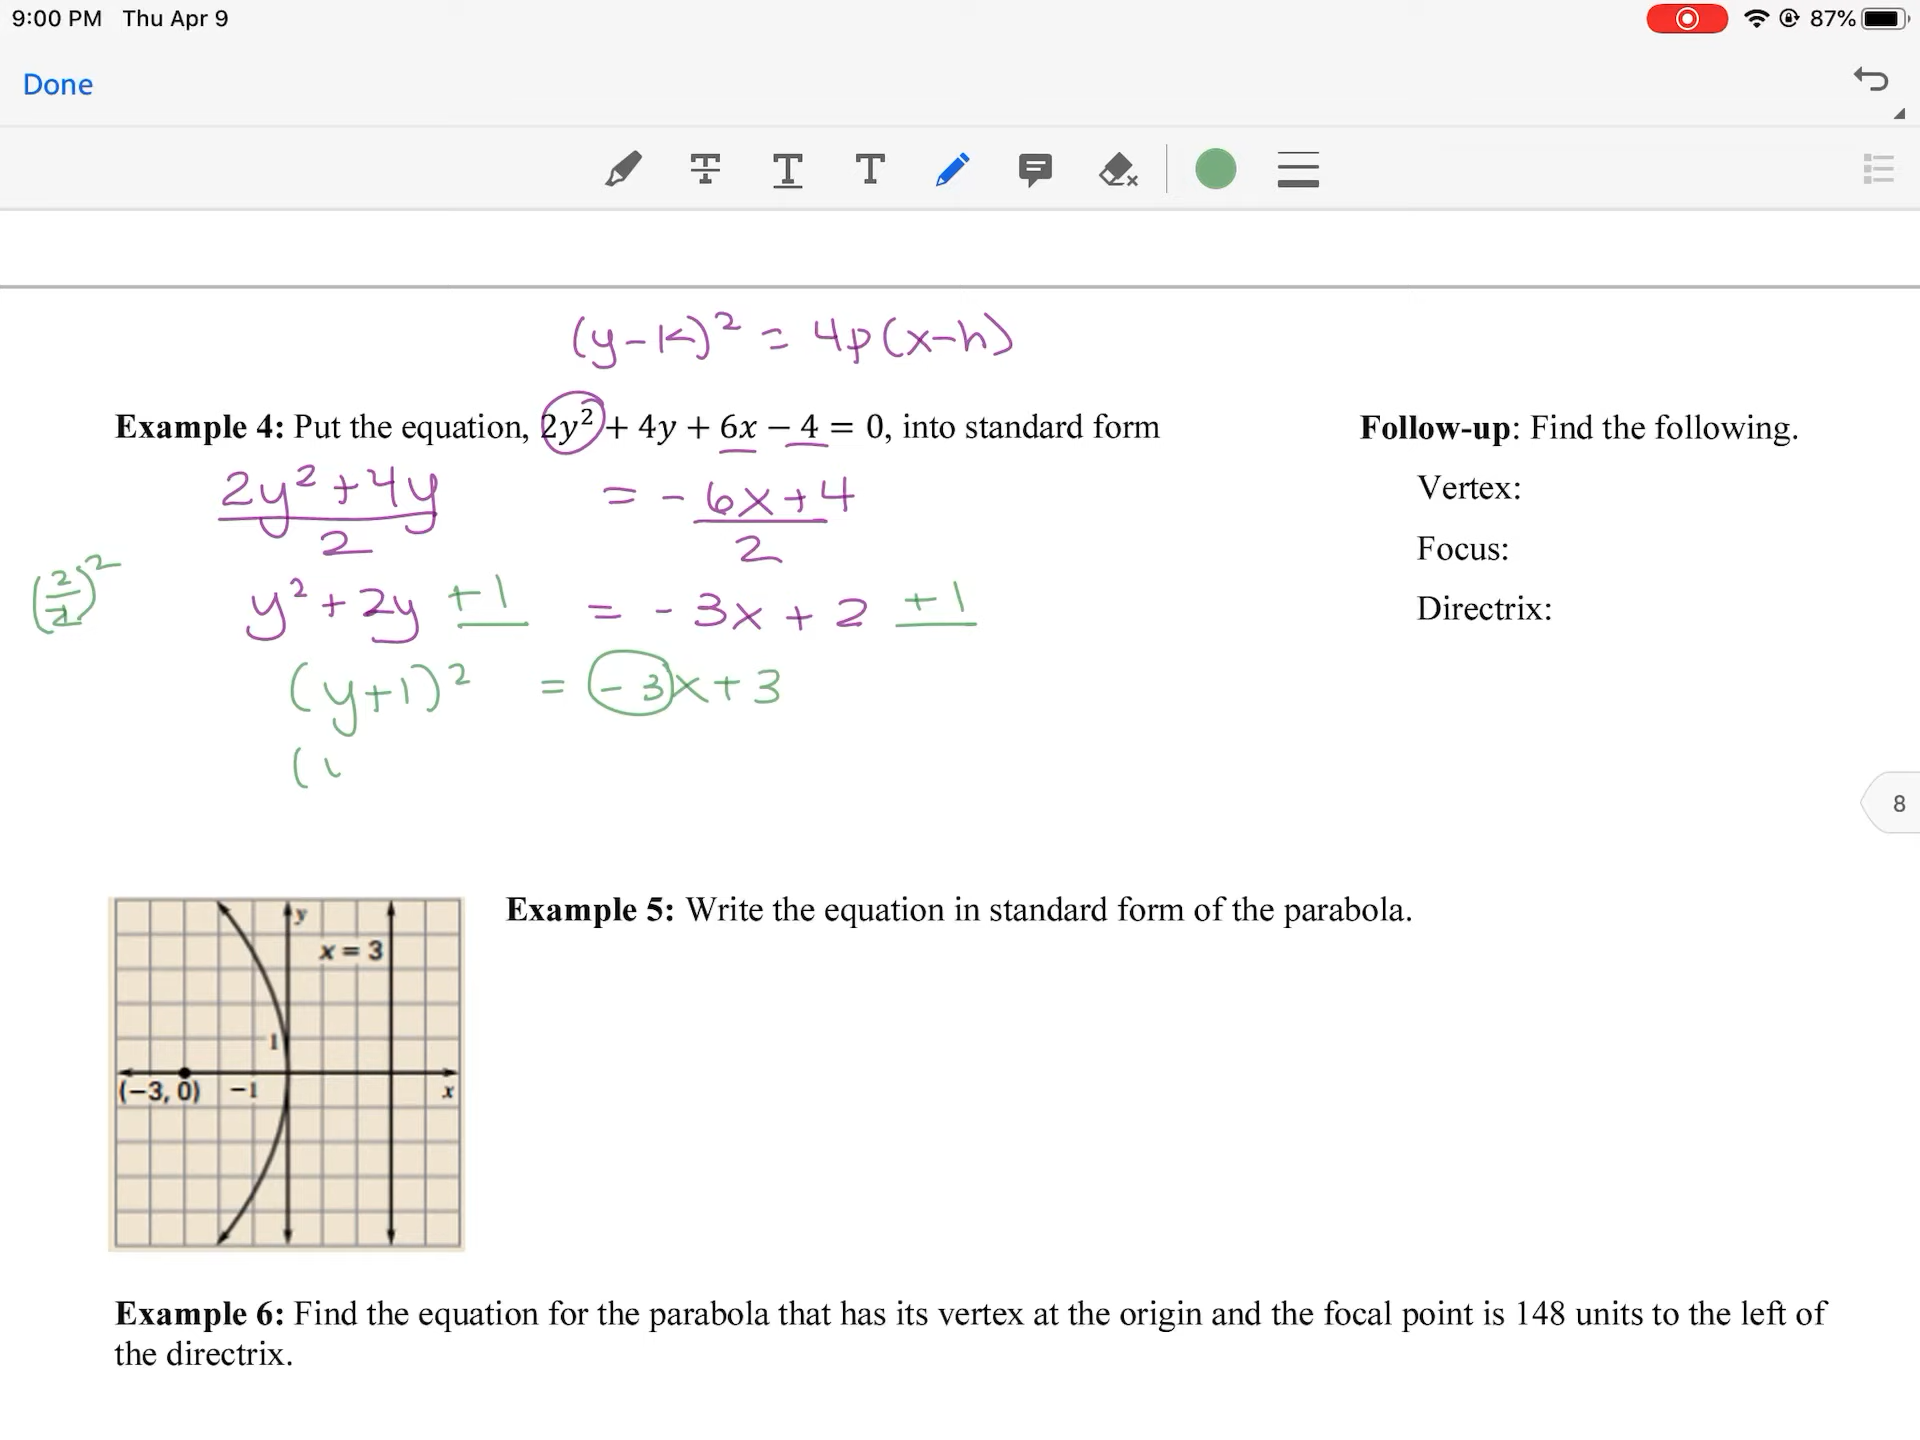 9:00 PM Thu Apr 9
87%
Done
(y-k)² = 4p(x-h)
Example 4: Put the equation, 2y² + 4y + 6x − 4 = 0, into standard form
Follow-up: Find the following.
Vertex:
Focus:
Directrix:
2y²+4y = -6x+4
2 2
(2/2)²
y²+2y +1 = -3x+2 +1
(y+1)² = -3x+3
(
8
Example 5: Write the equation in standard form of the parabola.
y
x = 3
1
(−3, 0) −1 x
Example 6: Find the equation for the parabola that has its vertex at the origin and the focal point is 148 units to the left of
the directrix.